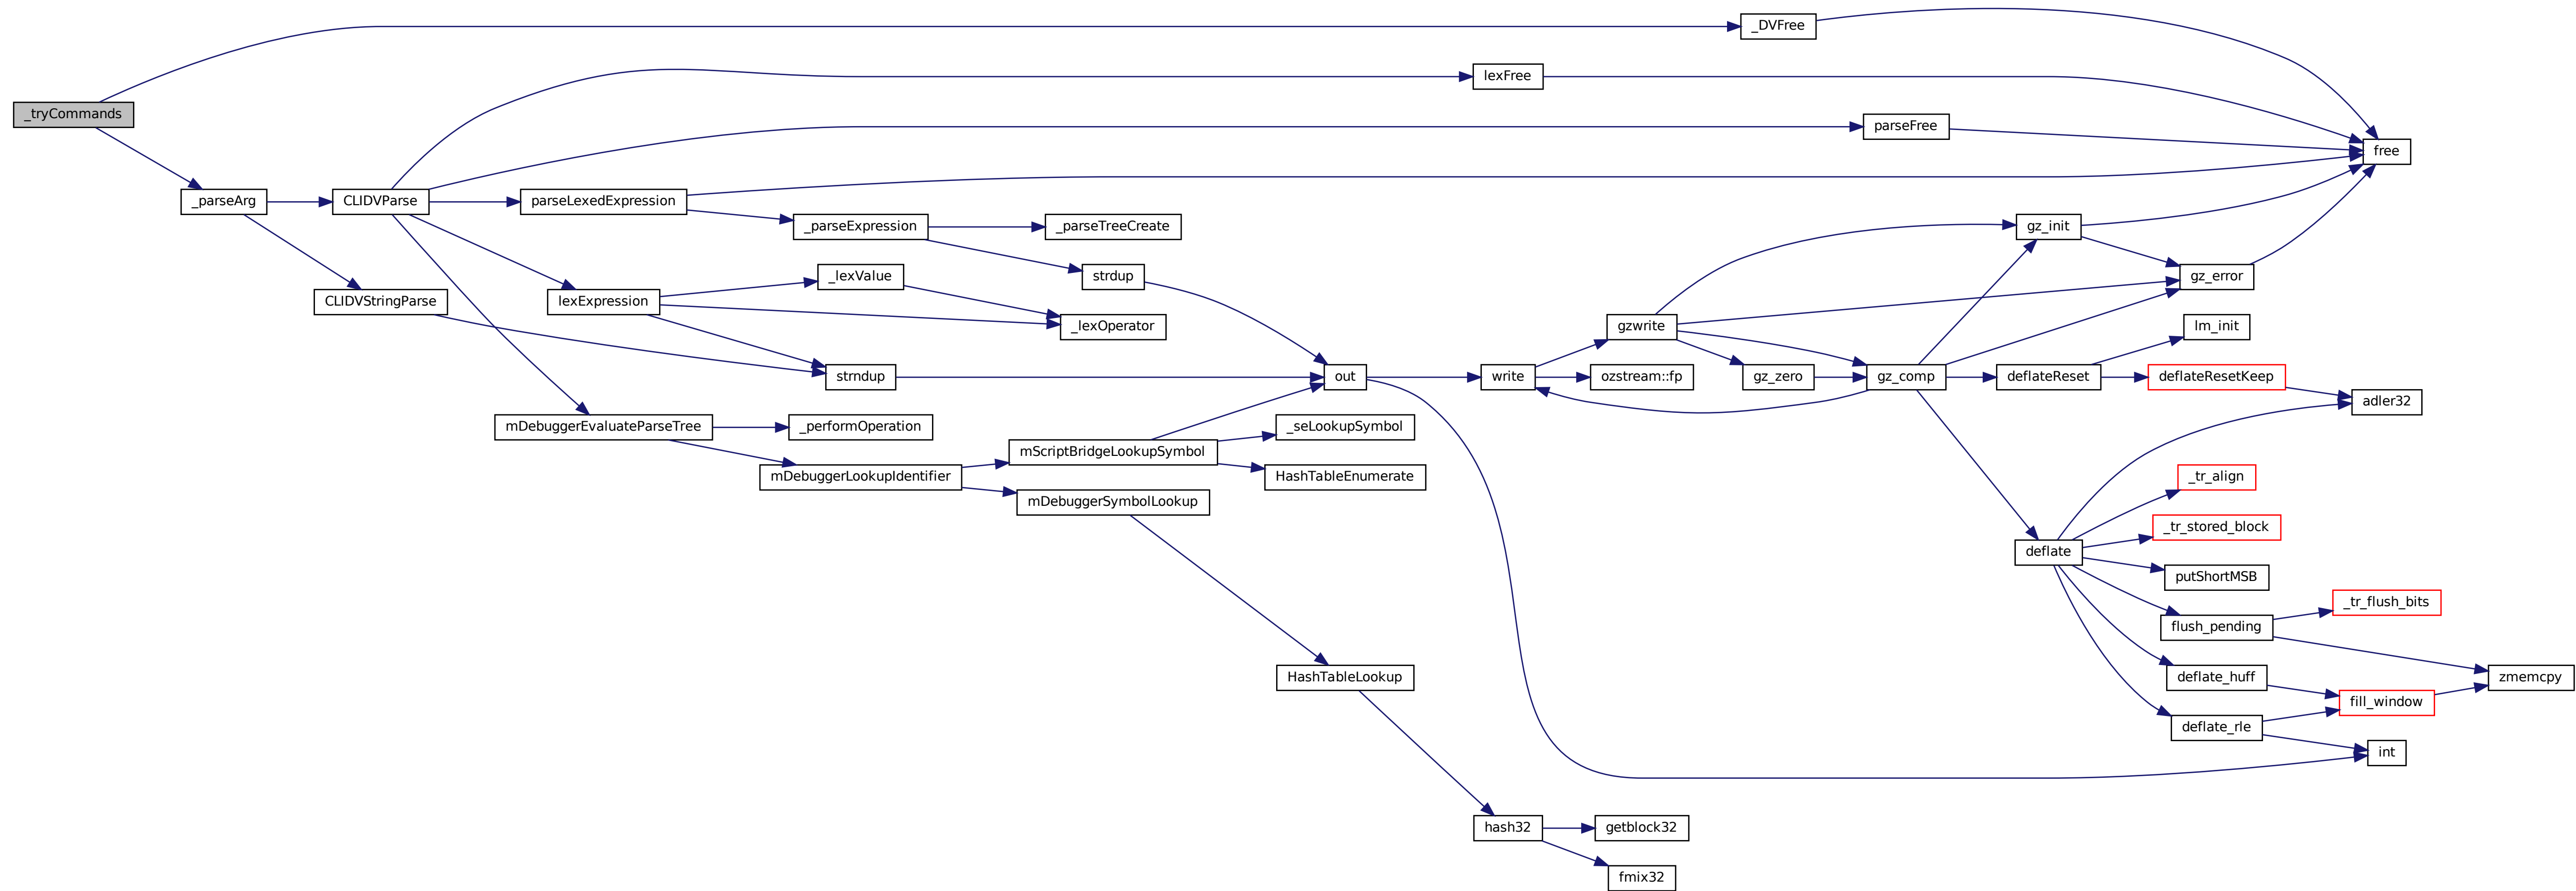 _tryCommands
_DVFree
lexFree
parseFree
free
_parseArg
CLIDVParse
parseLexedExpression
_parseExpression
_parseTreeCreate
strdup
CLIDVStringParse
lexExpression
_lexValue
_lexOperator
strndup
out
write
gzwrite
ozstream::fp
gz_zero
gz_comp
gz_init
gz_error
lm_init
deflateReset
deflateResetKeep
adler32
mDebuggerEvaluateParseTree
_performOperation
mDebuggerLookupIdentifier
mScriptBridgeLookupSymbol
_seLookupSymbol
HashTableEnumerate
mDebuggerSymbolLookup
HashTableLookup
hash32
getblock32
fmix32
deflate
_tr_align
_tr_stored_block
putShortMSB
flush_pending
_tr_flush_bits
deflate_huff
fill_window
zmemcpy
deflate_rle
int